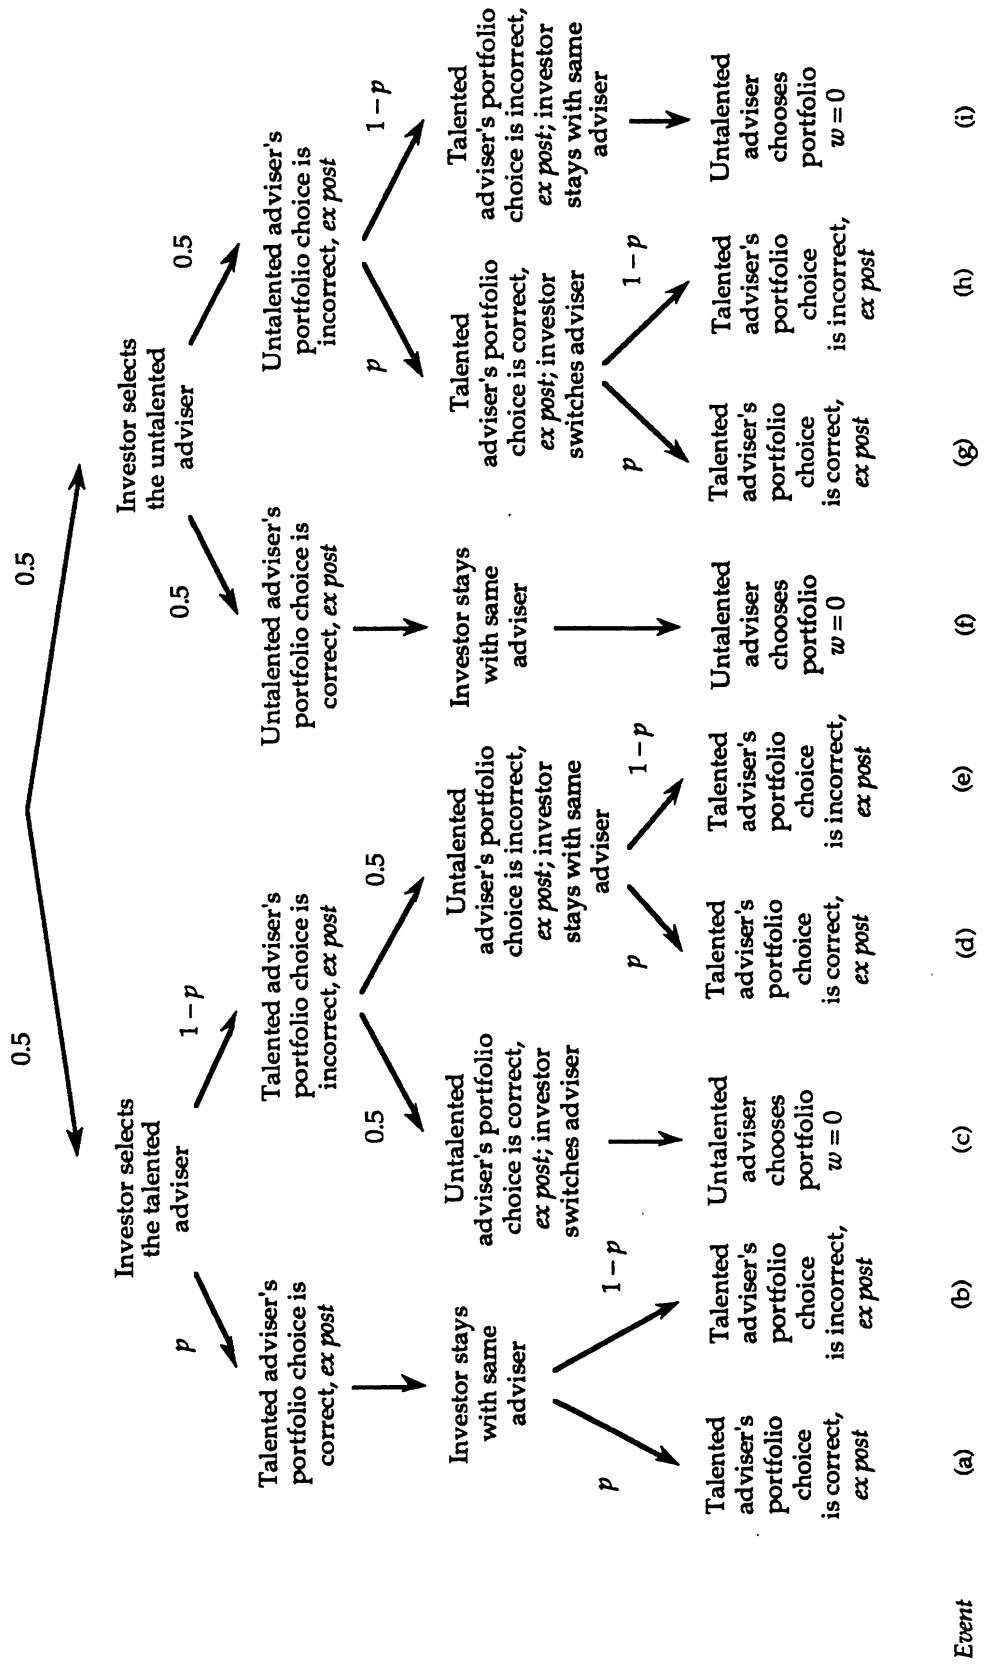 0.5
0.5
Investor selects
the talented
adviser
Investor selects
the untalented
adviser
p
1−p
0.5
0.5
Talented adviser's
portfolio choice is
correct, ex post
Talented adviser's
portfolio choice is
incorrect, ex post
Untalented adviser's
portfolio choice is
correct, ex post
Untalented adviser's
portfolio choice is
incorrect, ex post
0.5
0.5
p
1−p
Investor stays
with same
adviser
Untalented
adviser's portfolio
choice is correct,
ex post; investor
switches adviser
Untalented
adviser's portfolio
choice is incorrect,
ex post; investor
stays with same
adviser
Investor stays
with same
adviser
Talented
adviser's portfolio
choice is correct,
ex post; investor
switches adviser
Talented
adviser's portfolio
choice is incorrect,
ex post; investor
stays with same
adviser
p
1−p
p
1−p
p
1−p
Talented
adviser's
portfolio
choice
is correct,
ex post
Talented
adviser's
portfolio
choice
is incorrect,
ex post
Untalented
adviser
chooses
portfolio
w=0
Talented
adviser's
portfolio
choice
is correct,
ex post
Talented
adviser's
portfolio
choice
is incorrect,
ex post
Untalented
adviser
chooses
portfolio
w=0
Talented
adviser's
portfolio
choice
is correct,
ex post
Talented
adviser's
portfolio
choice
is incorrect,
ex post
Untalented
adviser
chooses
portfolio
w=0
Event (a) (b) (c) (d) (e) (f) (g) (h) (i)